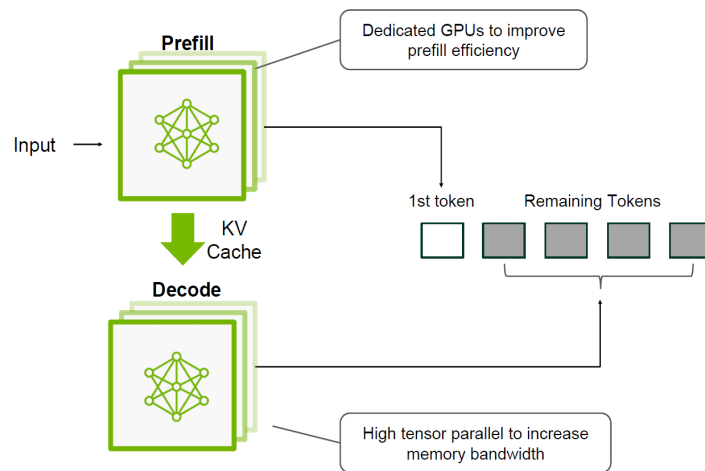 Prefill
Dedicated GPUs to improve
prefill efficiency
Input
1st token
Remaining Tokens
KV
Cache
Decode
High tensor parallel to increase
memory bandwidth